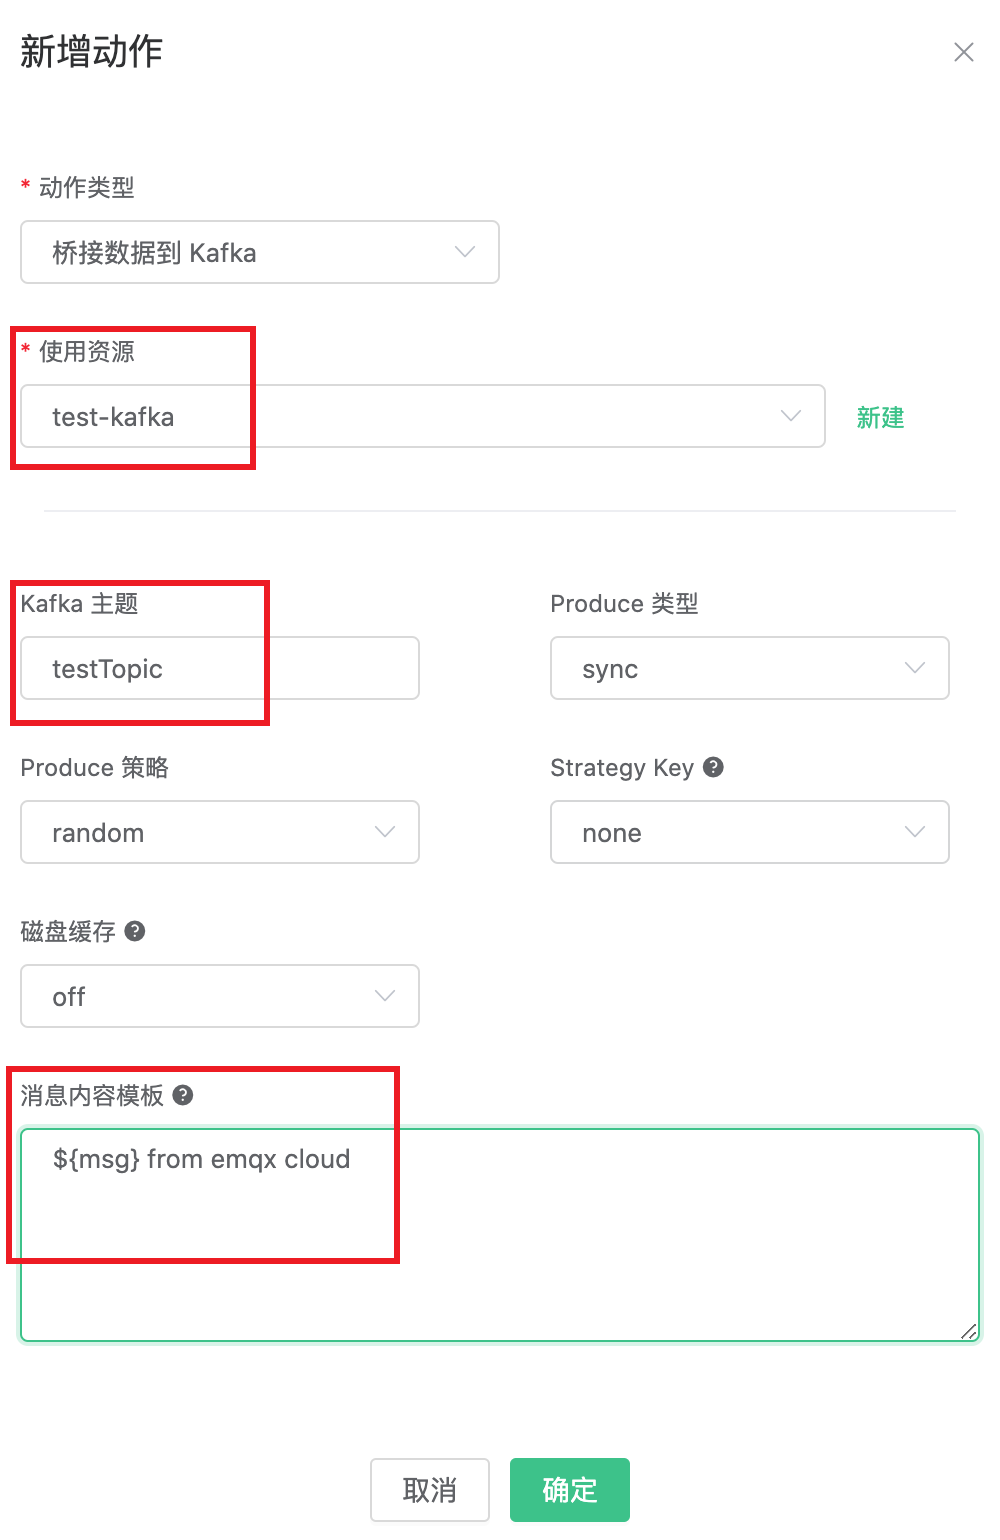 新增动作
* 动作类型
桥接数据到 Kafka
* 使用资源
test-kafka
新建
Kafka 主题
Produce 类型
testTopic
sync
Produce 策略
Strategy Key ?
random
none
磁盘缓存 ?
off
消息内容模板 ?
${msg} from emqx cloud
取消
确定